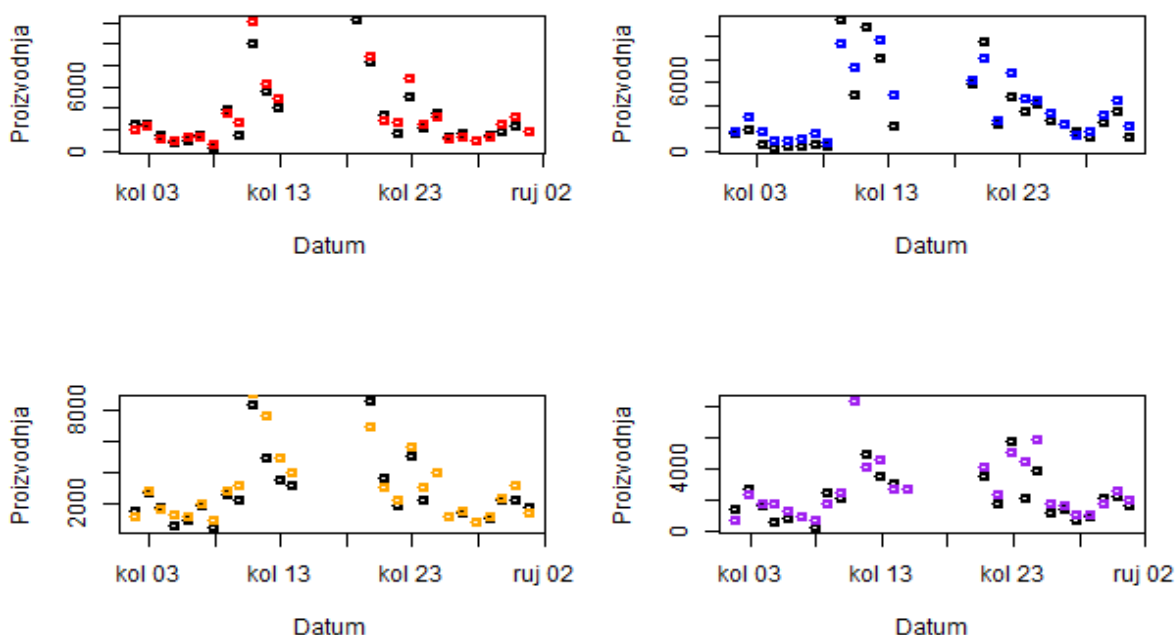 Proizvodnja
0 6000
kol 03 kol 13 kol 23 ruj 02
Datum
Proizvodnja
0 6000
kol 03 kol 13 kol 23
Datum
Proizvodnja
2000 8000
kol 03 kol 13 kol 23 ruj 02
Datum
Proizvodnja
0 4000
kol 03 kol 13 kol 23 ruj 02
Datum